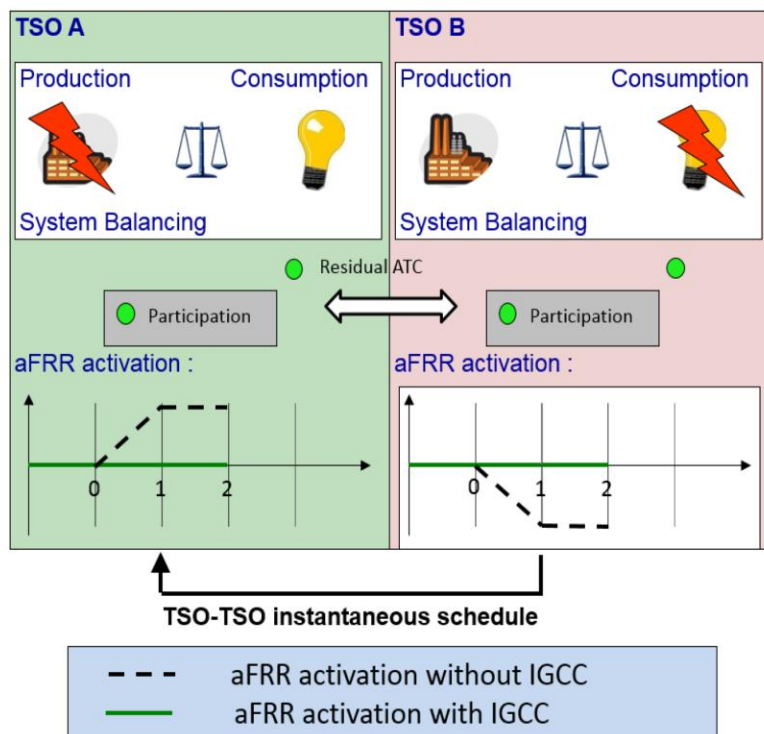 TSO A
TSO B
Production
Consumption
Production
Consumption
System Balancing
System Balancing
Residual ATC
Participation
Participation
aFRR activation :
aFRR activation :
0 1 2
0 1 2
TSO-TSO instantaneous schedule
aFRR activation without IGCC
aFRR activation with IGCC